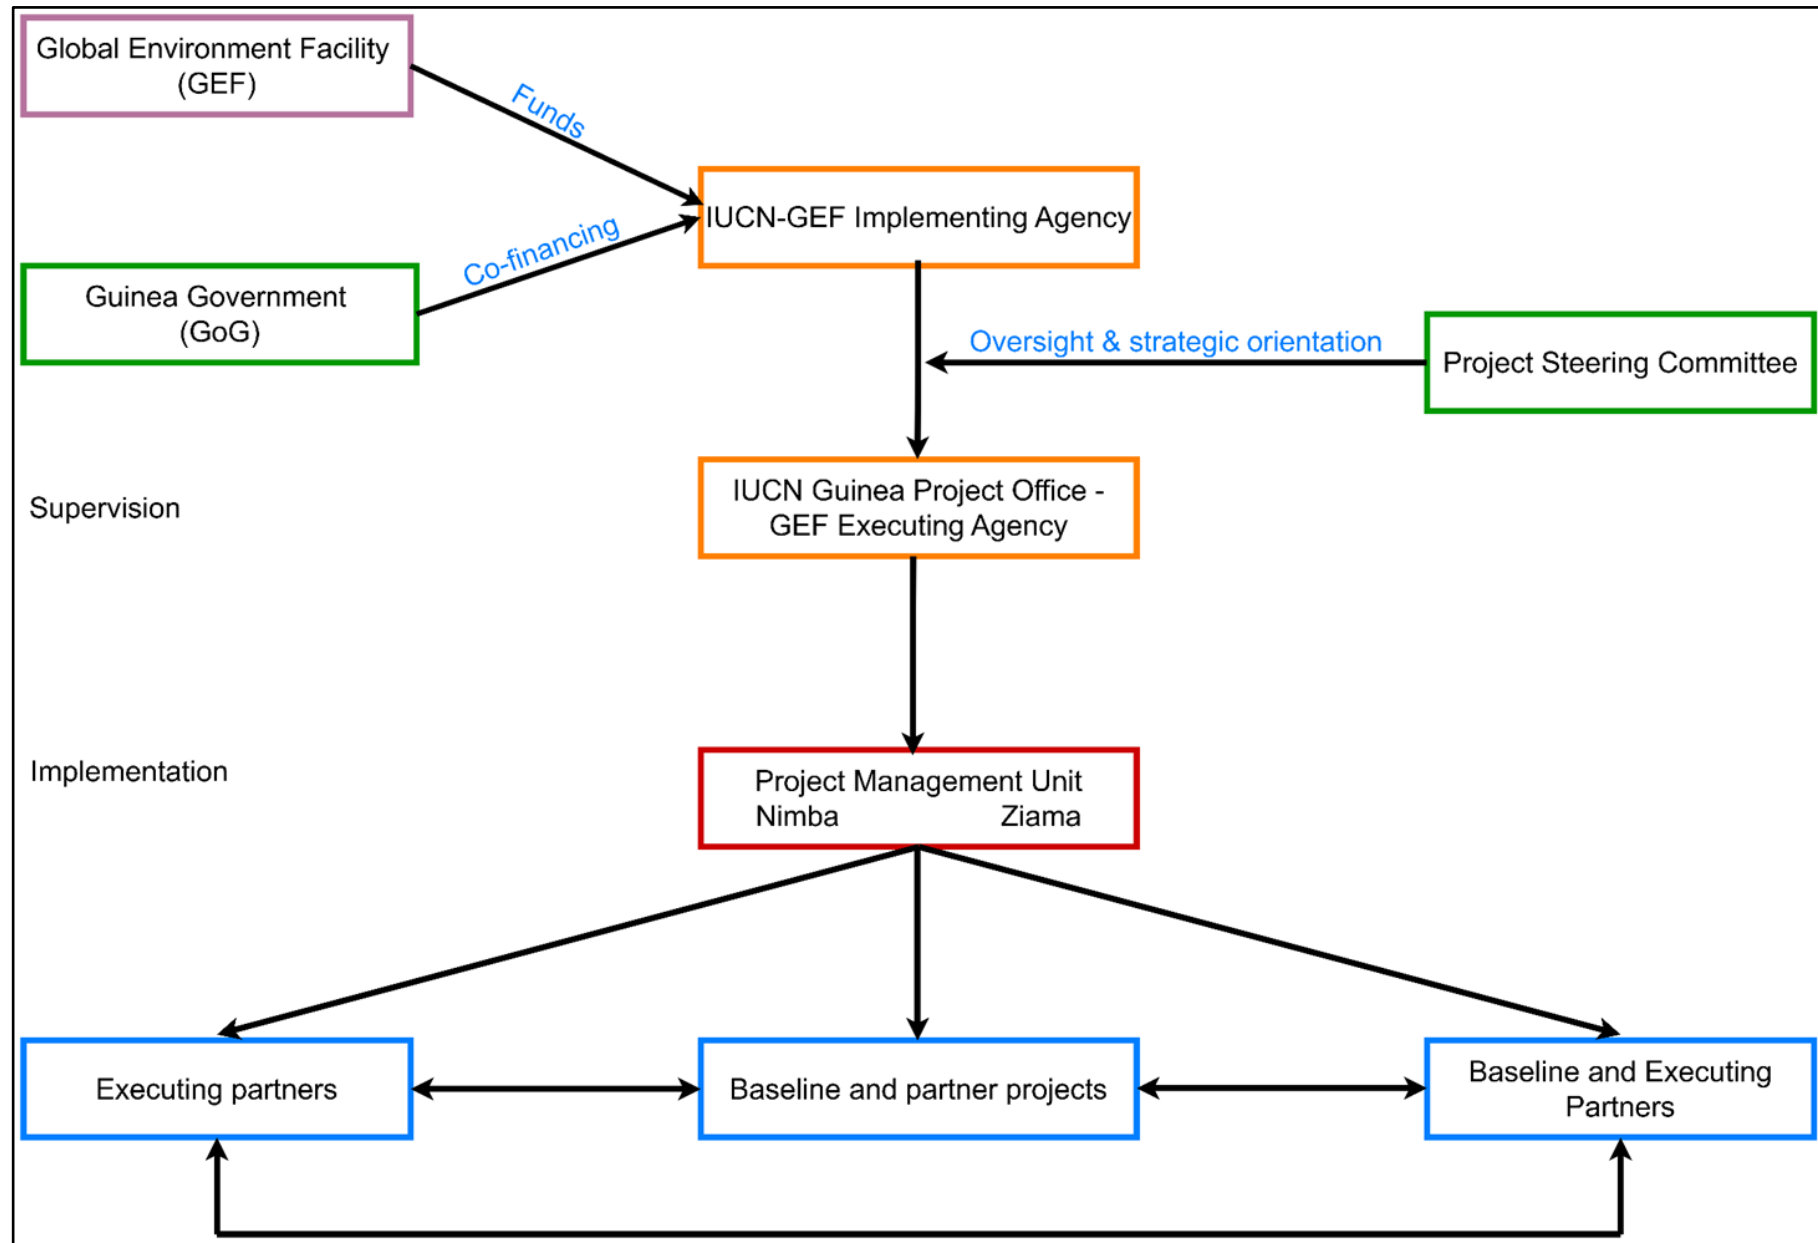 Global Environment Facility
(GEF)
Funds
IUCN-GEF Implementing Agency
Co-financing
Guinea Government
(GoG)
Oversight & strategic orientation
Project Steering Committee
Supervision
IUCN Guinea Project Office -
GEF Executing Agency
Implementation
Project Management Unit
Nimba Ziama
Executing partners
Baseline and partner projects
Baseline and Executing
Partners